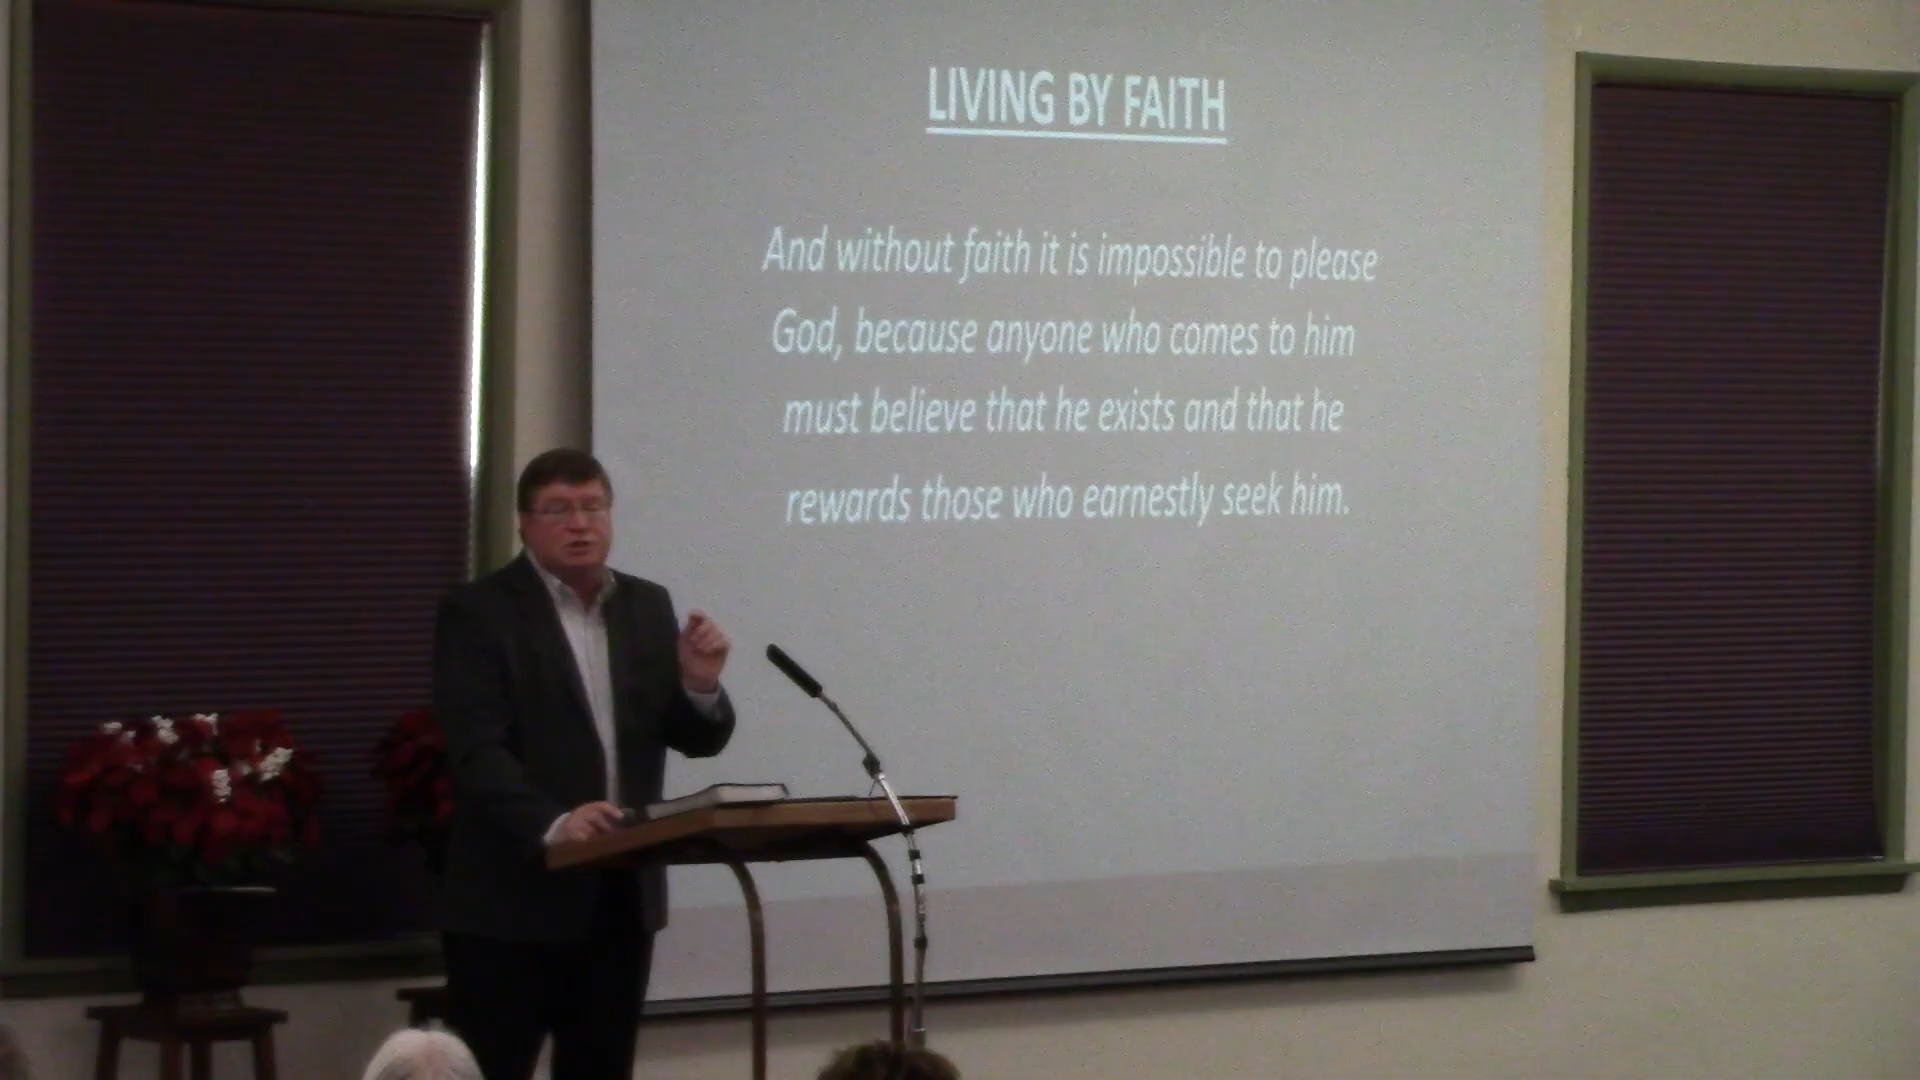 LIVING BY FAITH
And without faith it is impossible to please
God, because anyone who comes to him
must believe that he exists and that he
rewards those who earnestly seek him.